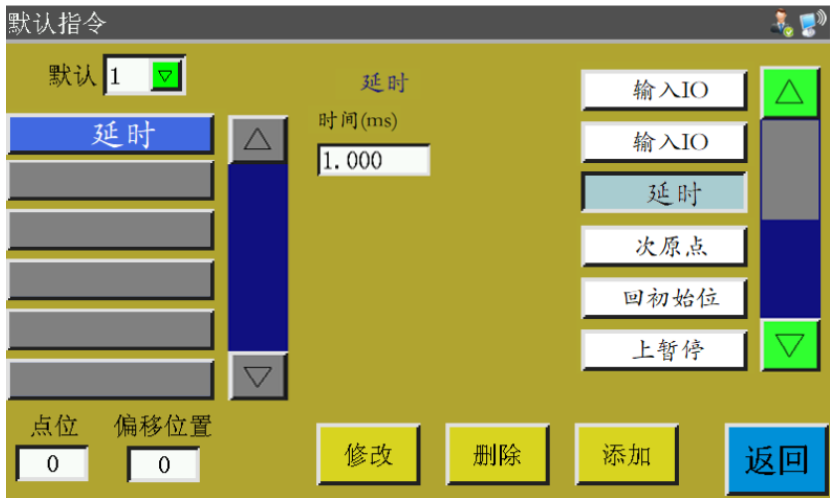 默认指令
默认 1
延时
点位 偏移位置
0 0
延时
时间(ms)
1.000
输入IO
输入IO
延时
次原点
回初始位
上暂停
修改 删除 添加 返回